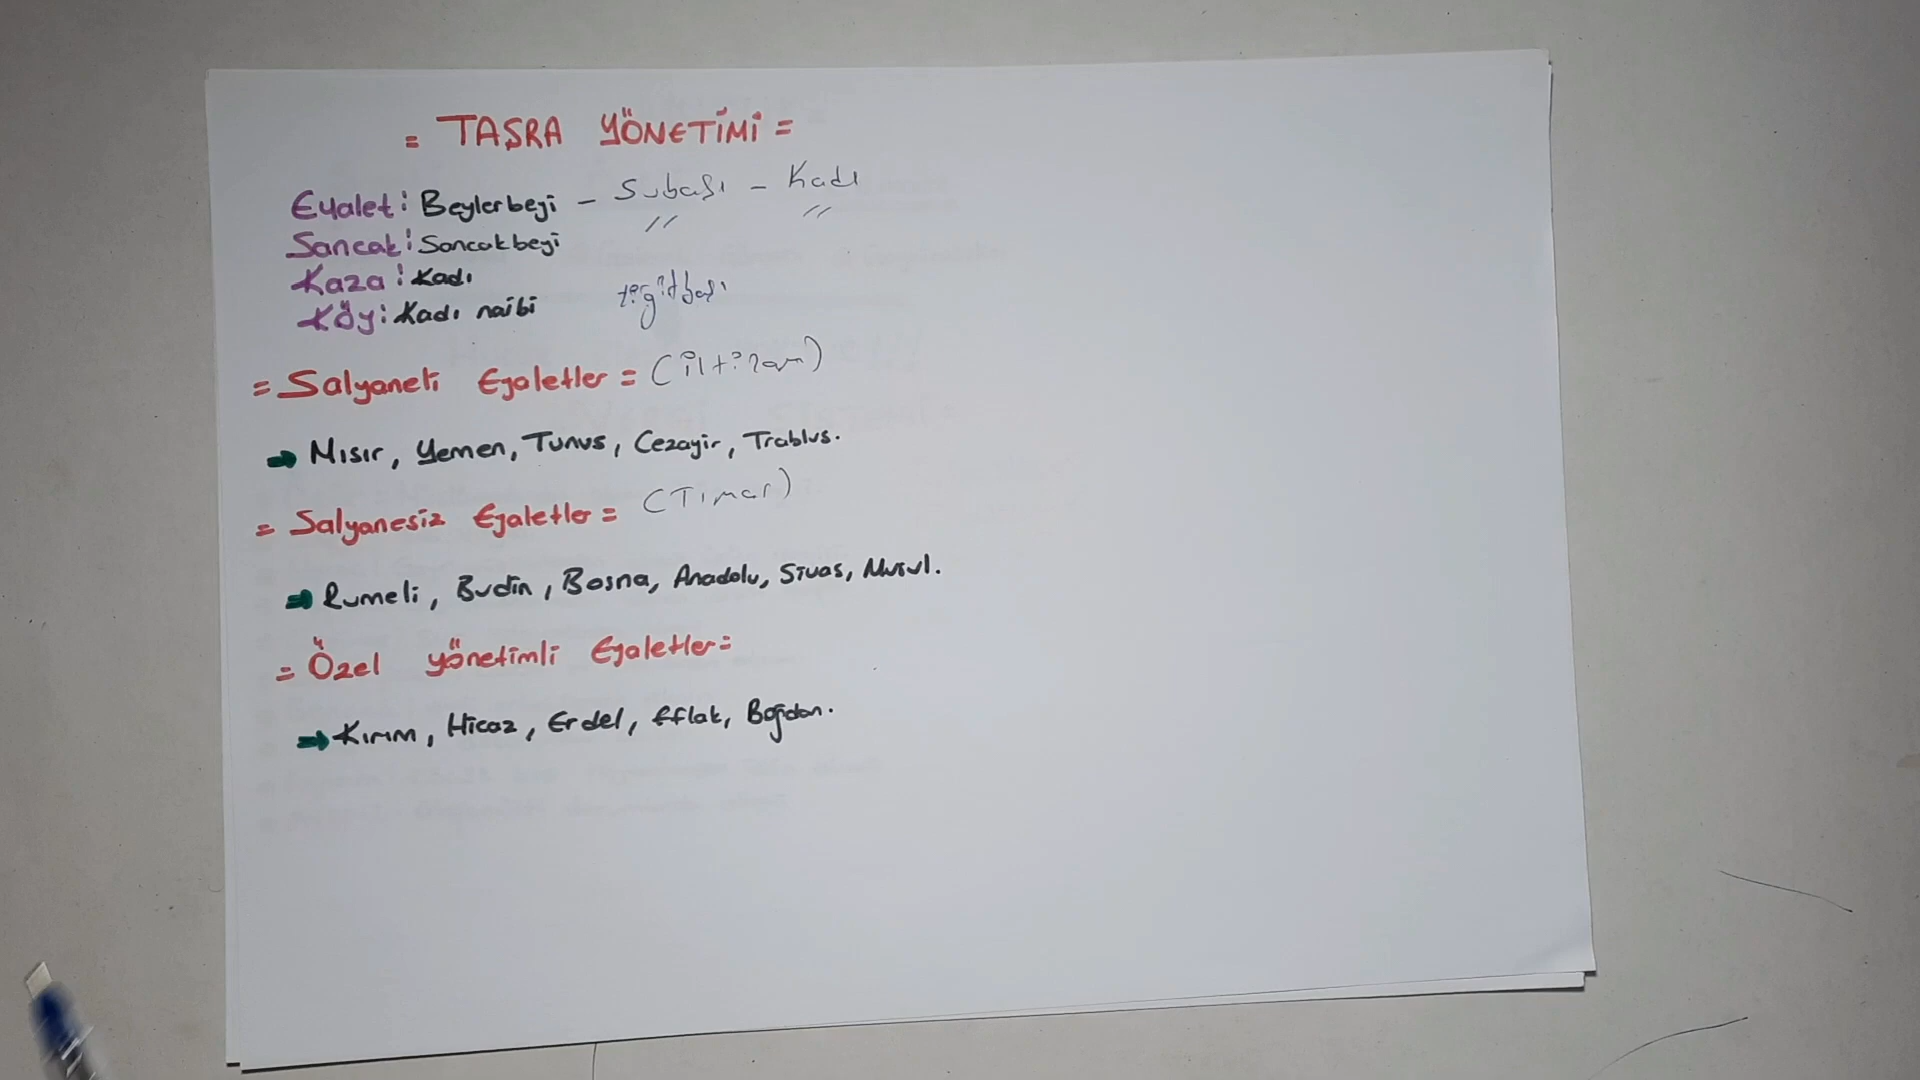 = TAŞRA YÖNETİMİ =
Eyalet: Beylerbeyi - Subaşı - Kadı
Sancak: Sancakbeyi " "
Kaza: Kadı
Köy: Kadı naibi yiğitbaşı
= Salyaneli Eyaletler = (iltizam)
➡ Mısır, Yemen, Tunus, Cezayir, Trablus.
= Salyanesiz Eyaletler = (Tımar)
➡ Rumeli, Budin, Bosna, Anadolu, Sivas, Musul.
= Özel yönetimli Eyaletler =
➡ Kırım, Hicaz, Erdel, Eflak, Boğdan.